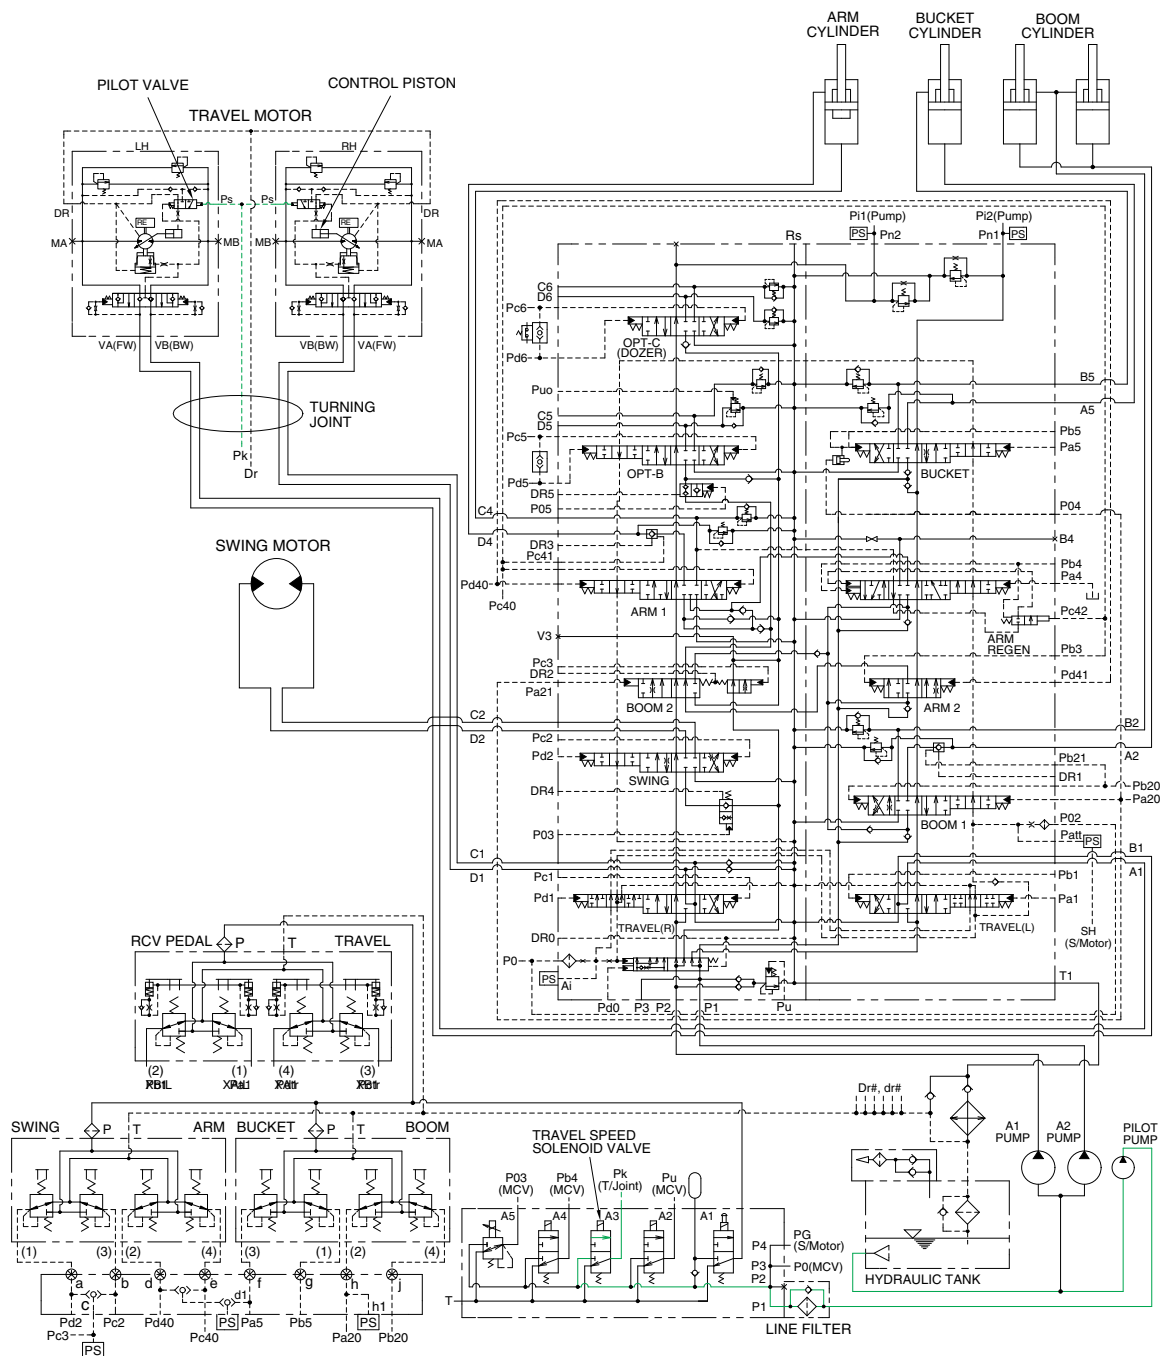 ARM
CYLINDER
BUCKET
CYLINDER
BOOM
CYLINDER
PILOT VALVE
CONTROL PISTON
TRAVEL MOTOR
LH
RH
Ps
Ps
DR
DR
RE
RE
MA
MB
MB
MA
VA(FW)
VB(BW)
VB(BW)
VA(FW)
TURNING
JOINT
Pk
Dr
SWING MOTOR
Pi1(Pump)
Pi2(Pump)
PS
Pn2
Pn1
PS
Rs
C6
D6
Pc6
Pd6
OPT-C
(DOZER)
Puo
C5
D5
Pc5
Pd5
OPT-B
DR5
P05
B5
A5
Pb5
Pa5
BUCKET
P04
C4
D4
DR3
Pc41
Pd40
Pc40
ARM 1
B4
Pb4
Pa4
Pc42
ARM
REGEN
V3
Pc3
DR2
Pa21
BOOM 2
Pb3
Pd41
ARM 2
C2
D2
Pc2
Pd2
SWING
DR4
P03
B2
A2
Pb21
DR1
Pb20
Pa20
BOOM 1
P02
Patt
PS
C1
D1
Pc1
Pd1
TRAVEL(R)
B1
A1
Pb1
Pa1
TRAVEL(L)
SH
(S/Motor)
DR0
P0
PS
Ai
Pd0
P3
P2
P1
Pu
T1
RCV PEDAL
P
T
TRAVEL
(2)
(1)
(4)
(3)
SWING
P
T
ARM
BUCKET
P
T
BOOM
(1)
(3)
(2)
(4)
(3)
(1)
(2)
(4)
a
b
d
e
f
g
h
j
c
d1
h1
Pd2
Pc2
Pd40
PS
Pa5
Pb5
Pa20
PS
Pb20
Pc3
PS
Pc40
TRAVEL SPEED
SOLENOID VALVE
P03
(MCV)
Pb4
(MCV)
Pk
(T/Joint)
Pu
(MCV)
A5
A4
A3
A2
A1
T
P4
PG
(S/Motor)
P3
P0(MCV)
P2
P1
LINE FILTER
Dr#, dr#
A1
PUMP
A2
PUMP
PILOT
PUMP
HYDRAULIC TANK